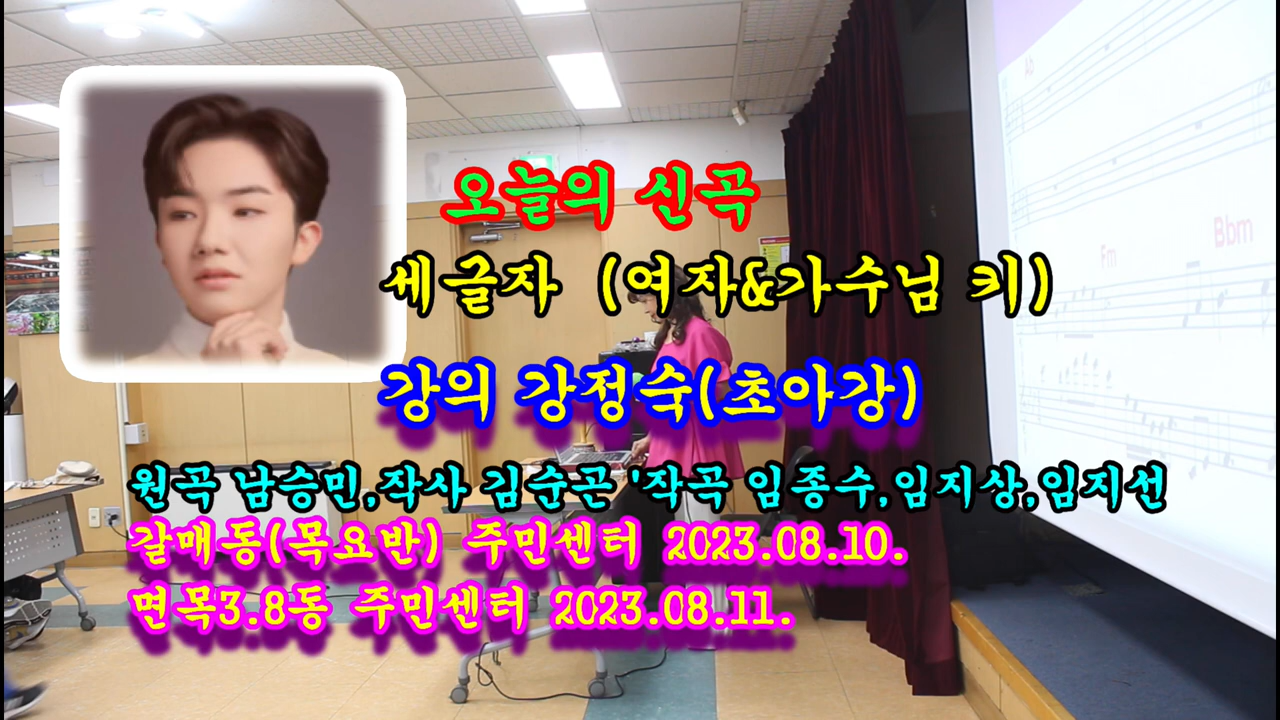 오늘의 신곡
세글자 (여자&가수님 키)
강의 강정숙(초아강)
원곡 남승민,작사 김순곤 '작곡 임종수.임지상,임지선
갈매동(목요반) 주민센터 2023.08.10.
면목3.8동 주민센터 2023.08.11.
Ab
Fm
Bbm